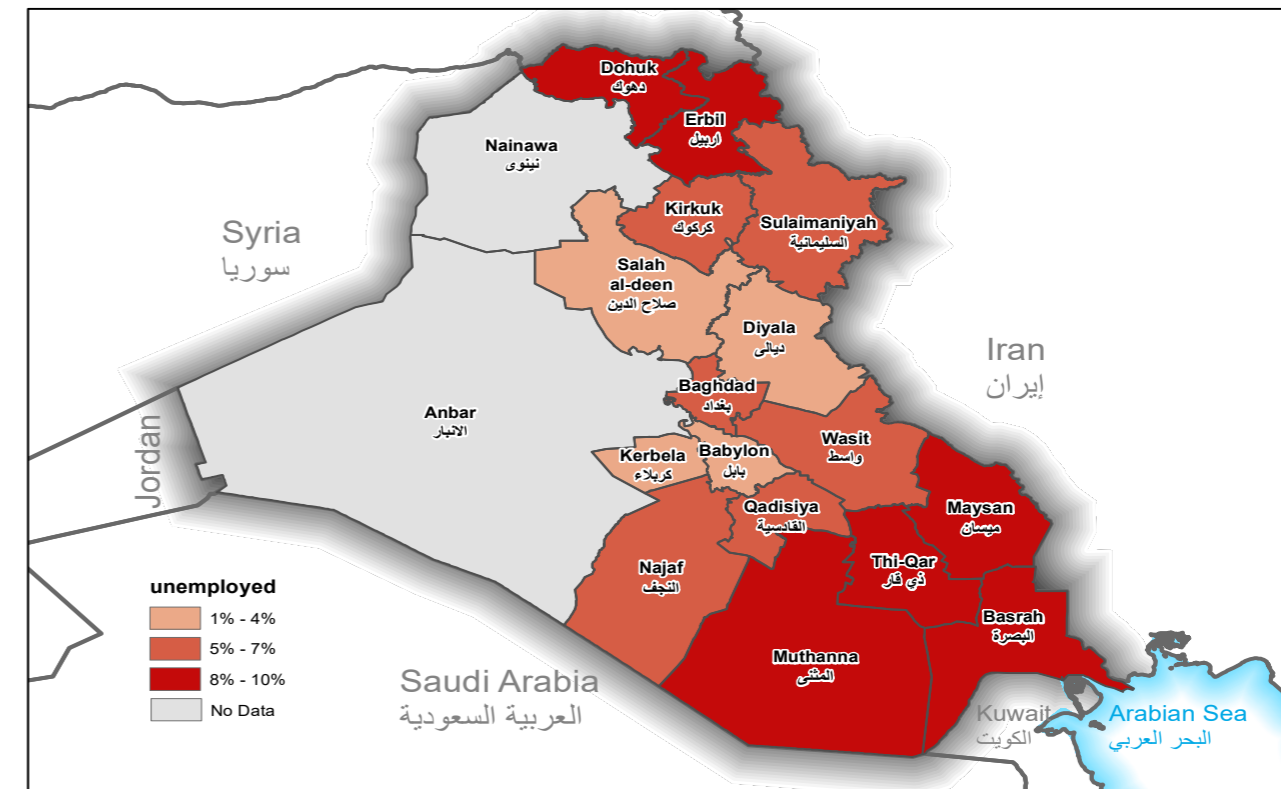 Dohuk
دهوك
Erbil
اربيل
Nainawa
نينوى
Kirkuk
كركوك
Sulaimaniyah
السليمانية
Syria
سوريا
Salah
al-deen
صلاح الدين
Diyala
ديالى
Iran
إيران
Baghdad
بغداد
Anbar
الانبار
Jordan
Kerbela
كربلاء
Babylon
بابل
Wasit
واسط
Qadisiya
القادسية
Maysan
ميسان
Najaf
النجف
Thi-Qar
ذي قار
Basrah
البصرة
Muthanna
المثنى
unemployed
1% - 4%
5% - 7%
8% - 10%
No Data
Saudi Arabia
العربية السعودية
Kuwait
الكويت
Arabian Sea
البحر العربي